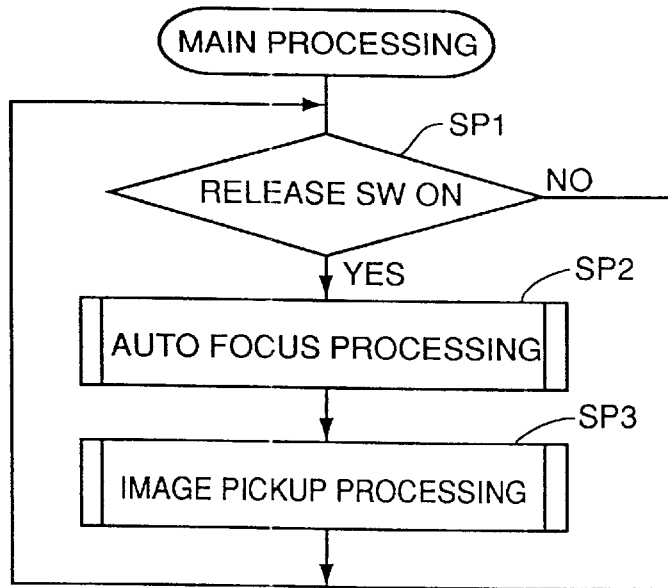 MAIN PROCESSING
SP1
RELEASE SW ON
NO
YES
SP2
AUTO FOCUS PROCESSING
SP3
IMAGE PICKUP PROCESSING